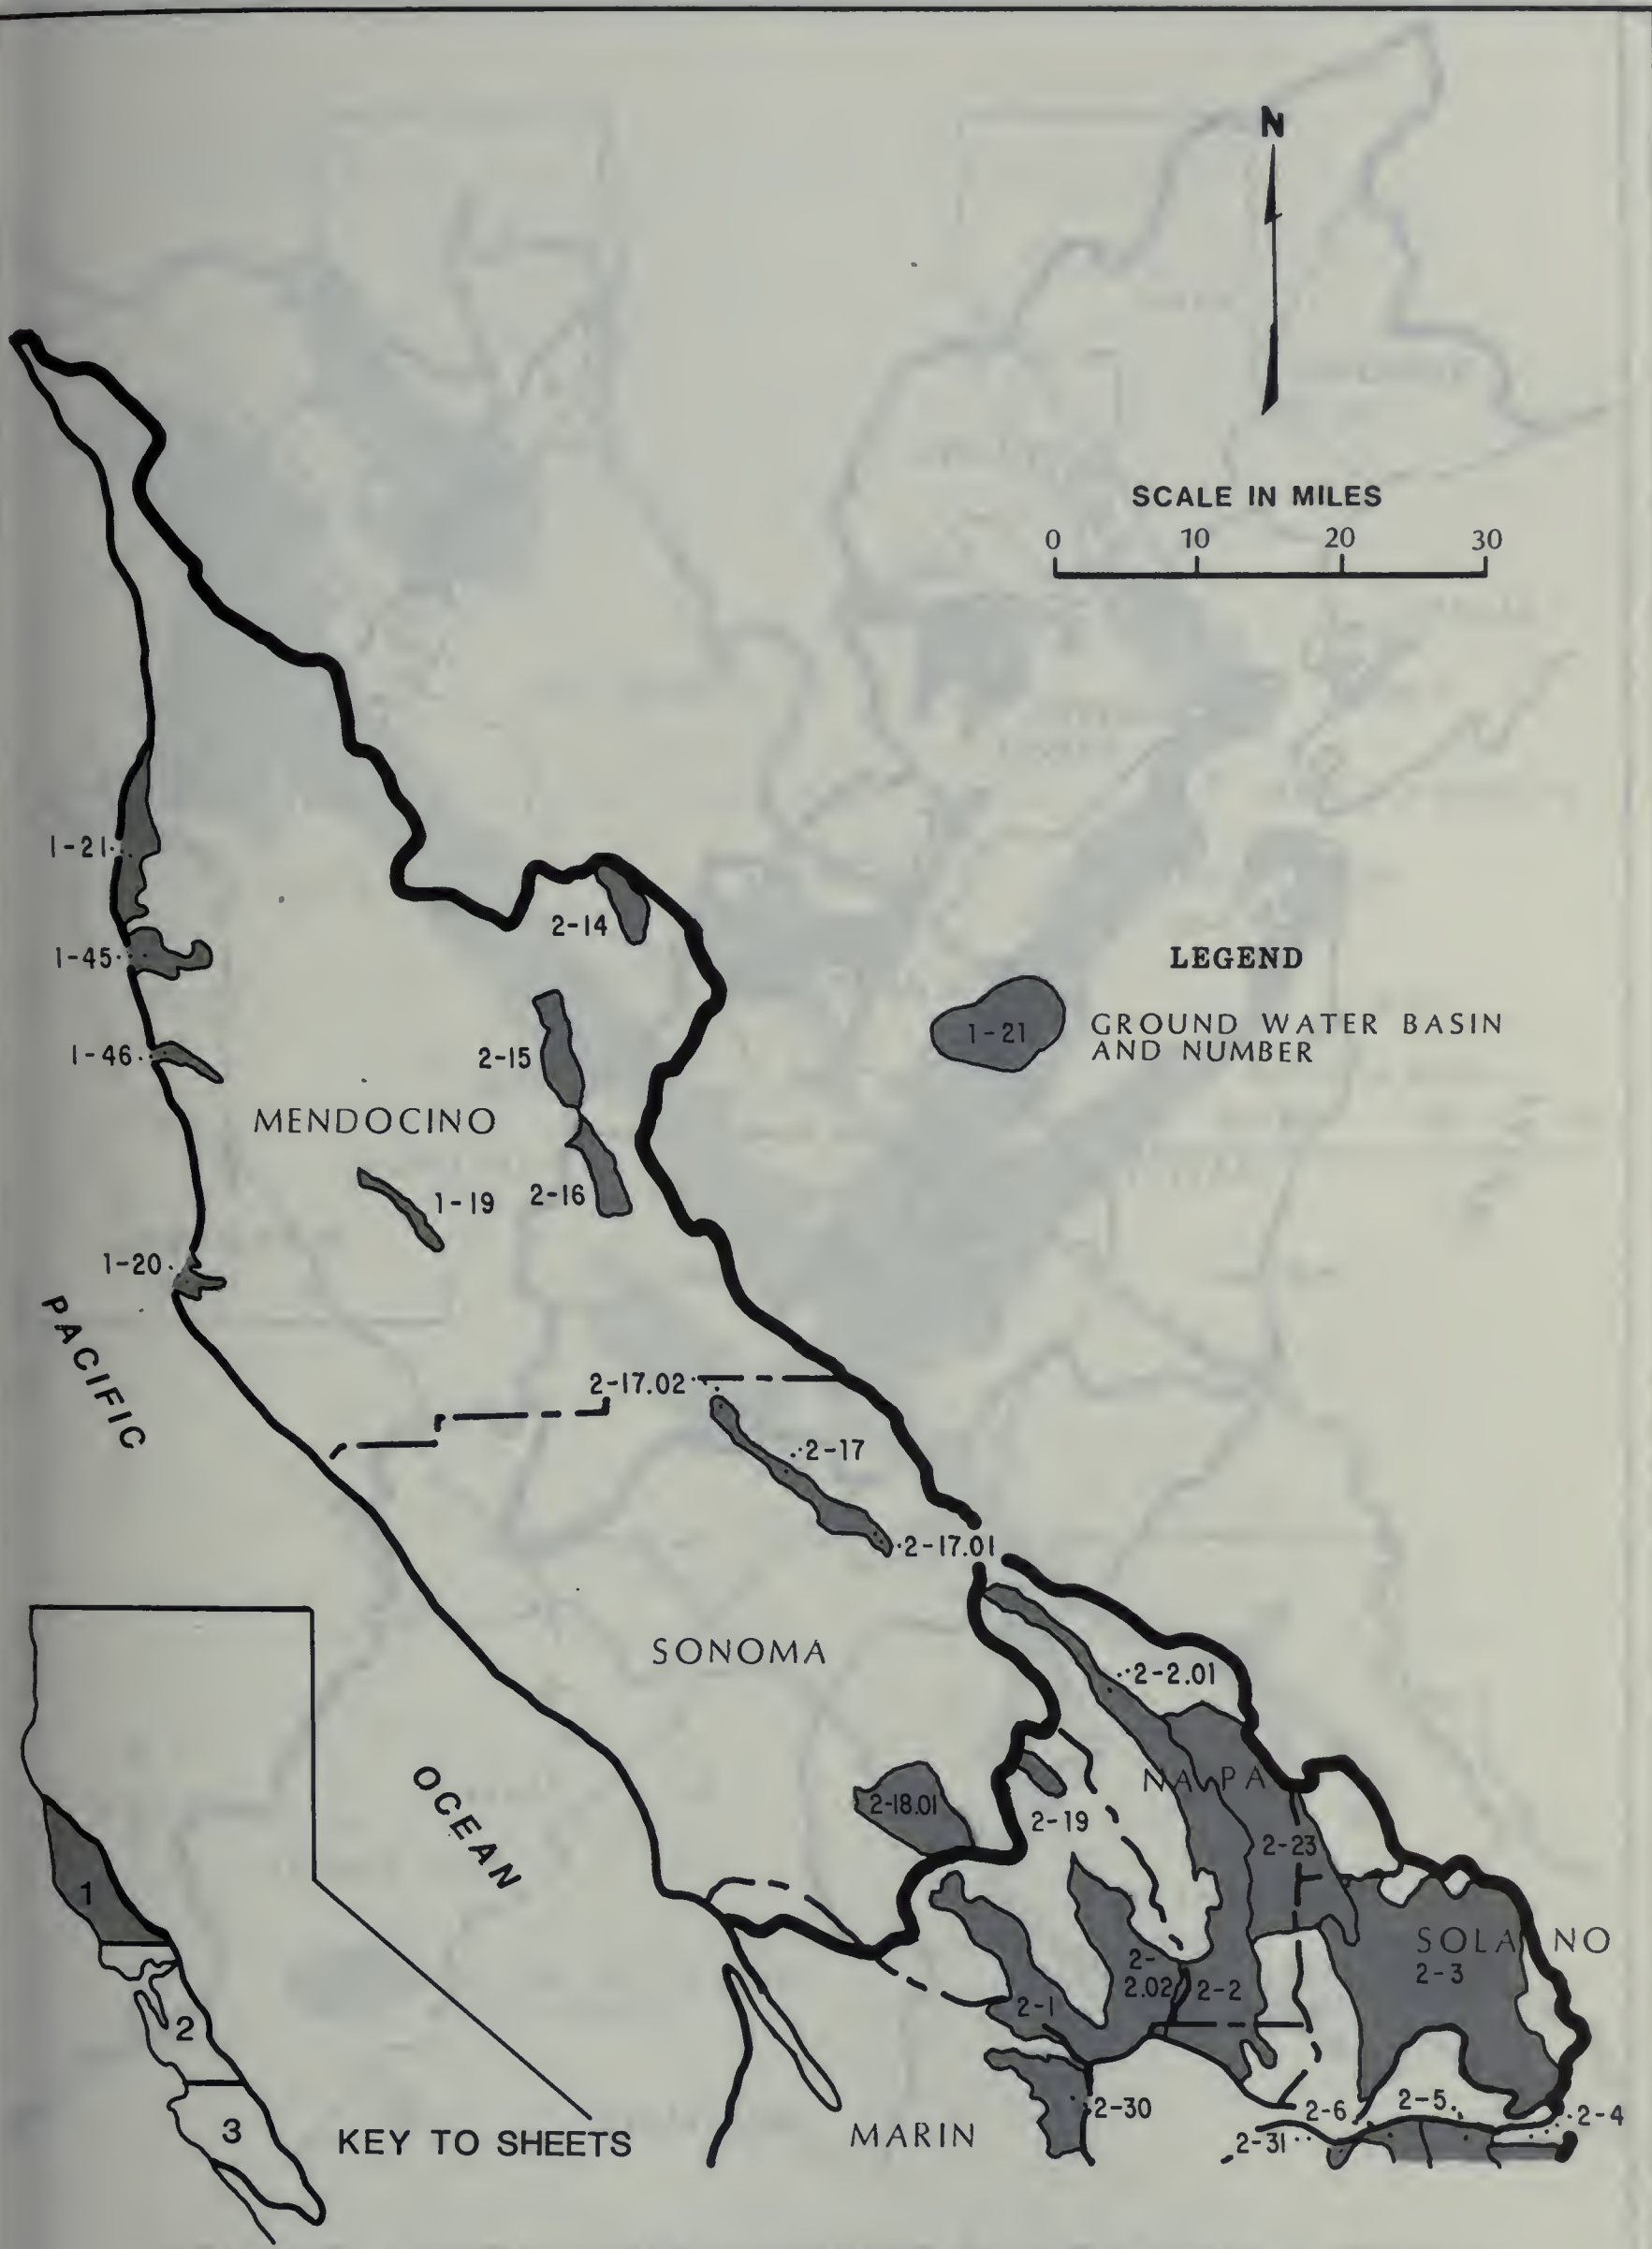 N
SCALE IN MILES
0 10 20 30
1-21
2-14
1-45
LEGEND
1-21
GROUND WATER BASIN
AND NUMBER
1-46
2-15
MENDOCINO
1-19
2-16
1-20
PACIFIC
2-17.02
2-17
2-17.01
SONOMA
2-2.01
OCEAN
NAPA
2-18.01
2-19
2-23
1
SOLANO
2-3
2-
2.02
2-2
2-1
2
2-30
2-6
2-5
2-4
2-31
MARIN
3
KEY TO SHEETS